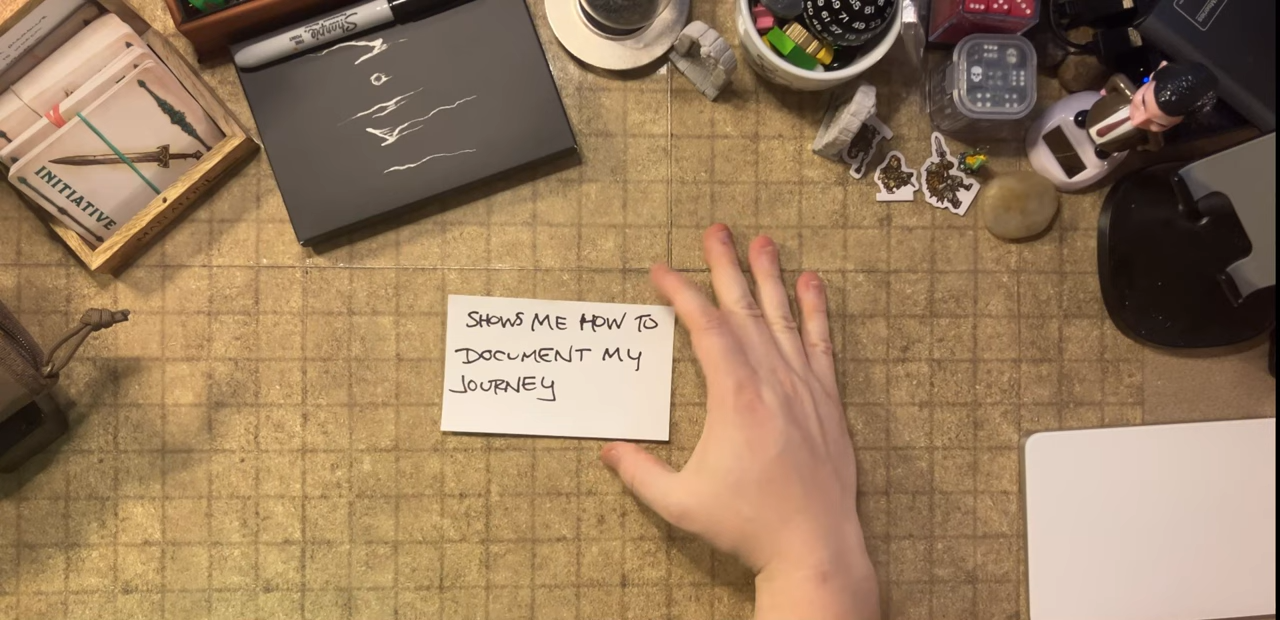 Sharpie
INITIATIVE
SHOWS ME HOW TO
DOCUMENT MY
JOURNEY